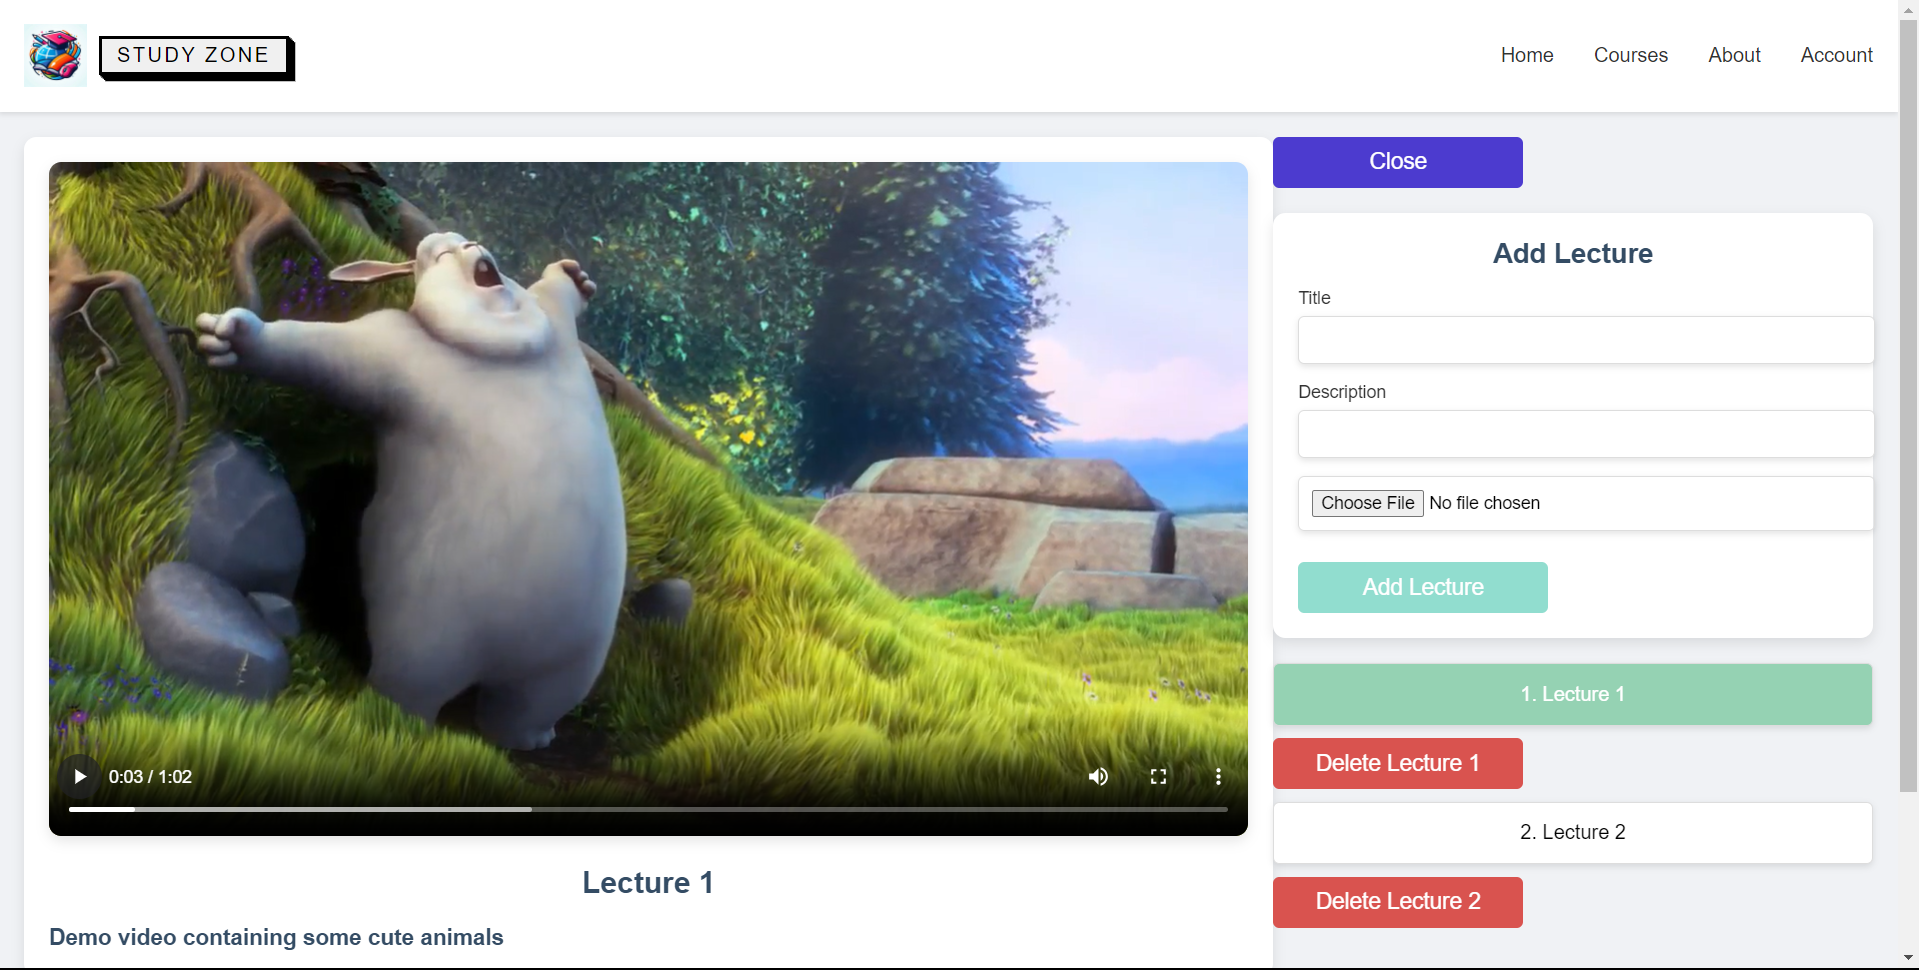 STUDY ZONE
Home
Courses
About
Account
Close
Add Lecture
Title
Description
Choose File No file chosen
Add Lecture
1. Lecture 1
Delete Lecture 1
2. Lecture 2
Delete Lecture 2
0:03 / 1:02
Lecture 1
Demo video containing some cute animals